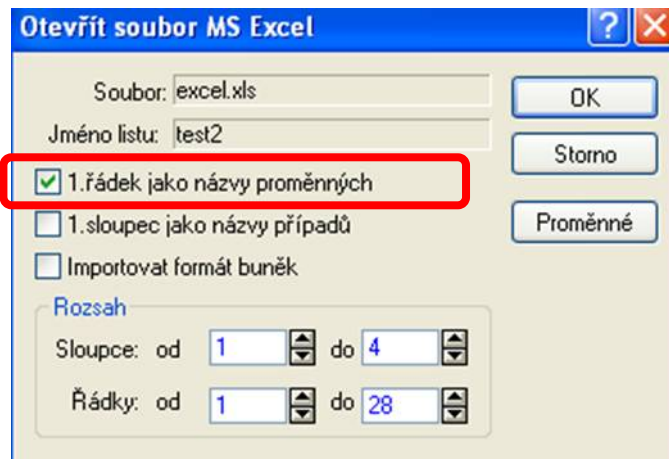 Otevřít soubor MS Excel
Soubor: excel.xls
OK
Jméno listu: test2
Storno
1.řádek jako názvy proměnných
1.sloupec jako názvy případů
Proměnné
Importovat formát buněk
Rozsah
Sloupce: od 1 do 4
Řádky: od 1 do 28